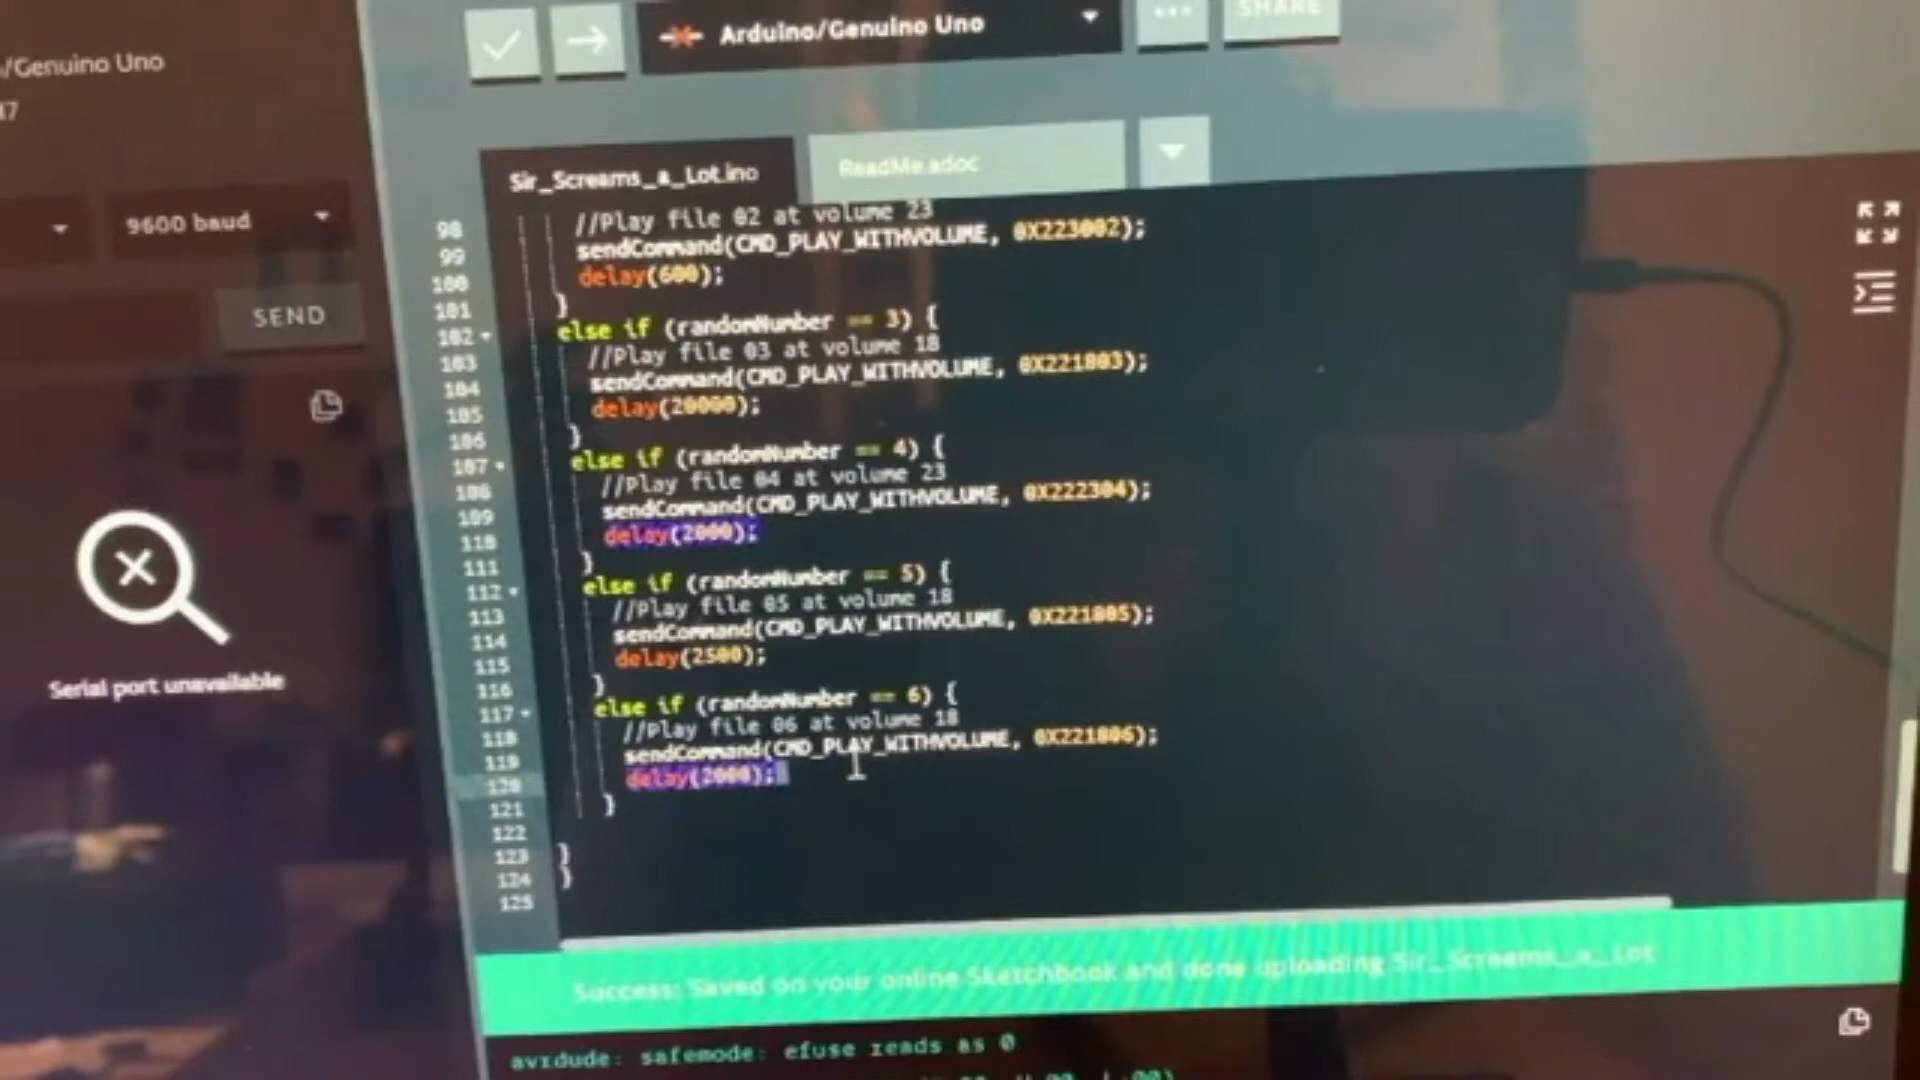 /Genuino Uno
47
9600 baud
SEND
Serial port unavailable
Arduino/Genuino Uno
SHARE
Sir_Screams_a_Lot.ino
ReadMe.adoc
98 //Play file 02 at volume 23
99 sendCommand(CMD_PLAY_WITHVOLUME, 0X223002);
100 delay(600);
101 }
102 else if (randomNumber == 3) {
103 //Play file 03 at volume 18
104 sendCommand(CMD_PLAY_WITHVOLUME, 0X221803);
105 delay(20000);
106 }
107 else if (randomNumber == 4) {
108 //Play file 04 at volume 23
109 sendCommand(CMD_PLAY_WITHVOLUME, 0X222304);
110 delay(2000);
111 }
112 else if (randomNumber == 5) {
113 //Play file 05 at volume 18
114 sendCommand(CMD_PLAY_WITHVOLUME, 0X221805);
115 delay(2500);
116 }
117 else if (randomNumber == 6) {
118 //Play file 06 at volume 18
119 sendCommand(CMD_PLAY_WITHVOLUME, 0X221806);
120 delay(2000);
121 }
122
123 }
124 }
125
Success: Saved on your online Sketchbook and done uploading Sir_Screams_a_Lot
avrdude: safemode: efuse reads as 0